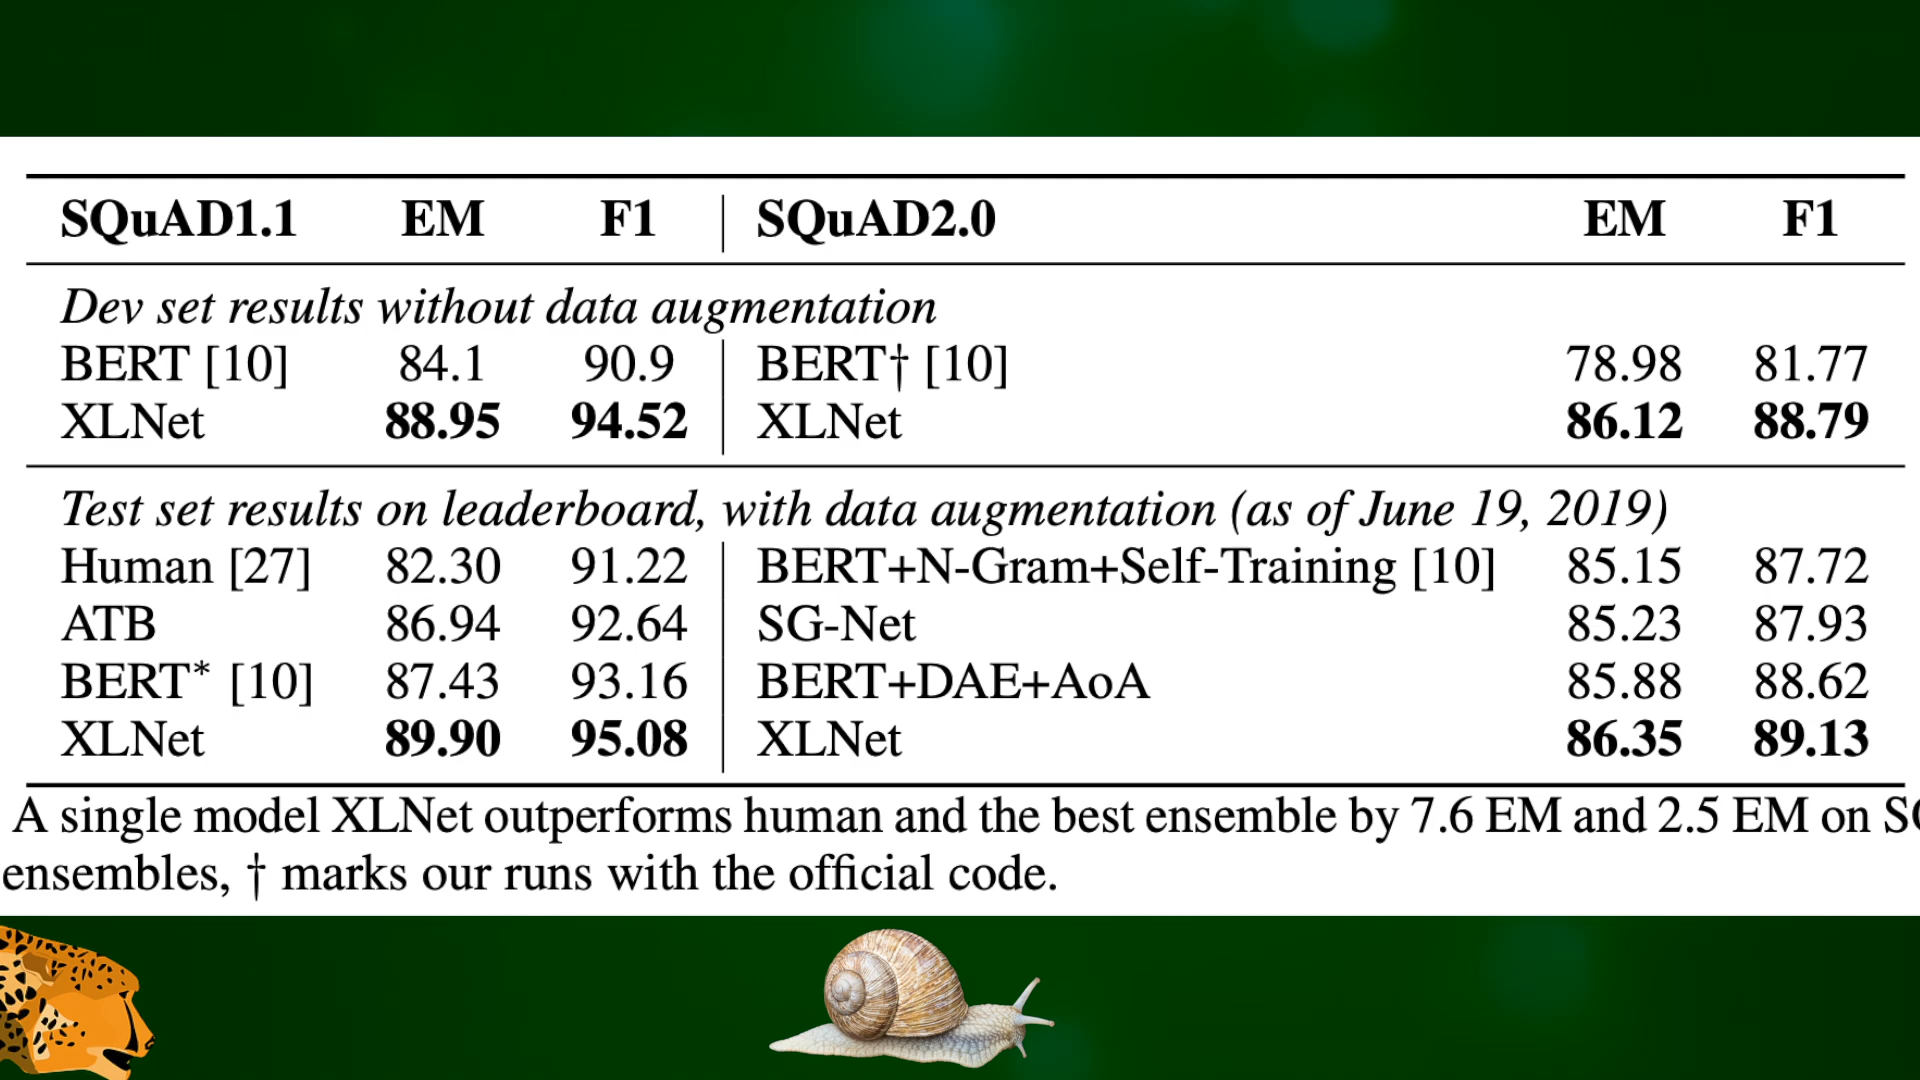 SQuAD1.1 EM F1 SQuAD2.0 EM F1
Dev set results without data augmentation
BERT [10] 84.1 90.9 BERT† [10] 78.98 81.77
XLNet 88.95 94.52 XLNet 86.12 88.79
Test set results on leaderboard, with data augmentation (as of June 19, 2019)
Human [27] 82.30 91.22 BERT+N-Gram+Self-Training [10] 85.15 87.72
ATB 86.94 92.64 SG-Net 85.23 87.93
BERT* [10] 87.43 93.16 BERT+DAE+AoA 85.88 88.62
XLNet 89.90 95.08 XLNet 86.35 89.13
A single model XLNet outperforms human and the best ensemble by 7.6 EM and 2.5 EM on
ensembles, † marks our runs with the official code.